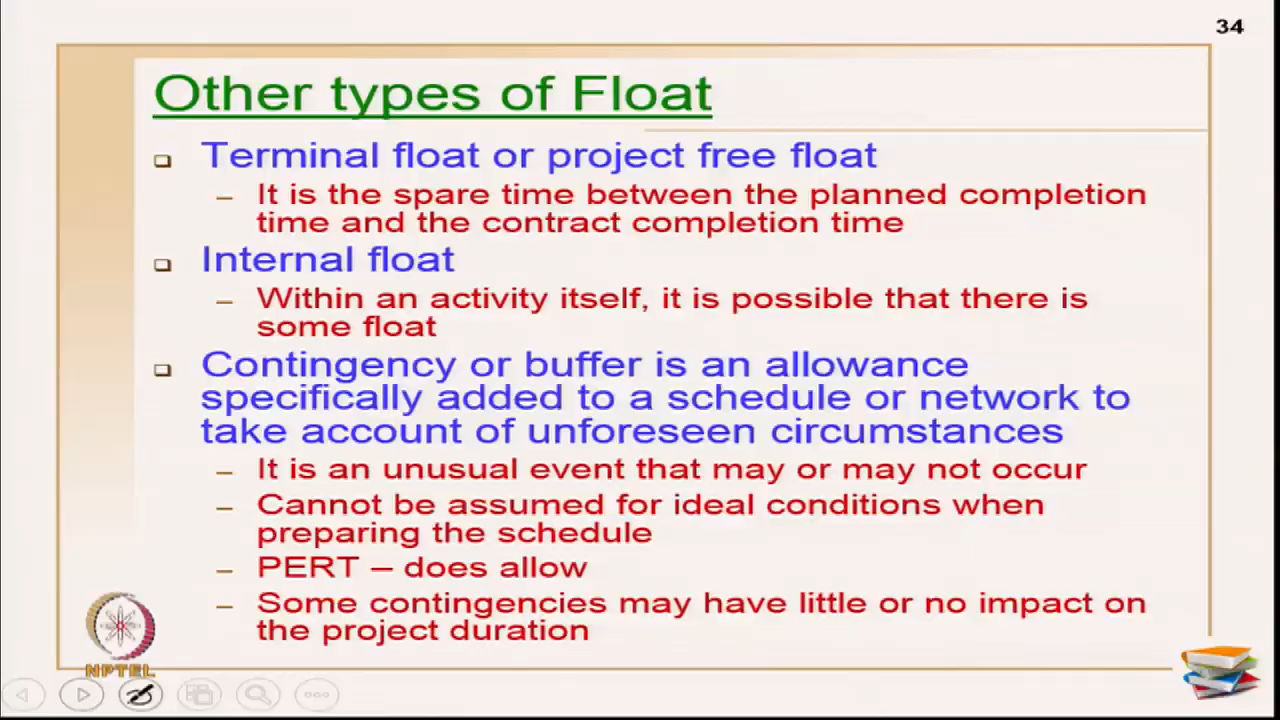 34
Other types of Float
Terminal float or project free float
– It is the spare time between the planned completion
time and the contract completion time
Internal float
– Within an activity itself, it is possible that there is
some float
Contingency or buffer is an allowance
specifically added to a schedule or network to
take account of unforeseen circumstances
– It is an unusual event that may or may not occur
– Cannot be assumed for ideal conditions when
preparing the schedule
– PERT – does allow
– Some contingencies may have little or no impact on
the project duration
NPTEL